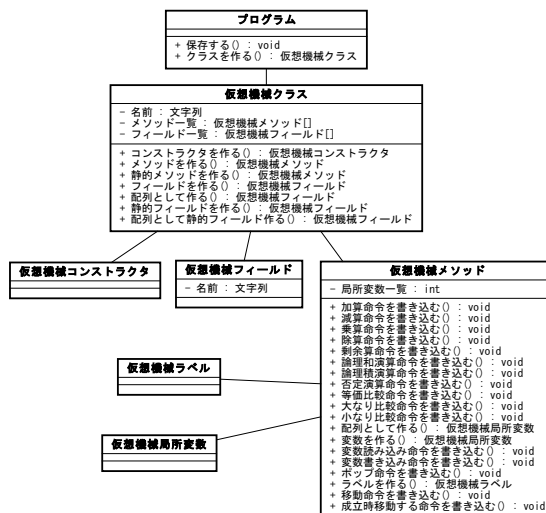 プログラム
+ 保存する() : void
+ クラスを作る() : 仮想機械クラス
仮想機械クラス
- 名前 : 文字列
- メソッド一覧 : 仮想機械メソッド[]
- フィールド一覧 : 仮想機械フィールド[]
+ コンストラクタを作る() : 仮想機械コンストラクタ
+ メソッドを作る() : 仮想機械メソッド
+ 静的メソッドを作る() : 仮想機械メソッド
+ フィールドを作る() : 仮想機械フィールド
+ 配列として作る() : 仮想機械フィールド
+ 静的フィールドを作る() : 仮想機械フィールド
+ 配列として静的フィールド作る() : 仮想機械フィールド
仮想機械コンストラクタ
仮想機械フィールド
- 名前 : 文字列
仮想機械メソッド
- 局所変数一覧 : int
+ 加算命令を書き込む() : void
+ 減算命令を書き込む() : void
+ 乗算命令を書き込む() : void
+ 除算命令を書き込む() : void
+ 剰余算命令を書き込む() : void
+ 論理和演算命令を書き込む() : void
+ 論理積演算命令を書き込む() : void
+ 否定演算命令を書き込む() : void
+ 等価比較命令を書き込む() : void
+ 大なり比較命令を書き込む() : void
+ 小なり比較命令を書き込む() : void
+ 配列として作る() : 仮想機械局所変数
+ 変数を作る() : 仮想機械局所変数
+ 変数読み込み命令を書き込む() : void
+ 変数書き込み命令を書き込む() : void
+ ポップ命令を書き込む() : void
+ ラベルを作る() : 仮想機械ラベル
+ 移動命令を書き込む() : void
+ 成立時移動する命令を書き込む() : void
仮想機械ラベル
仮想機械局所変数